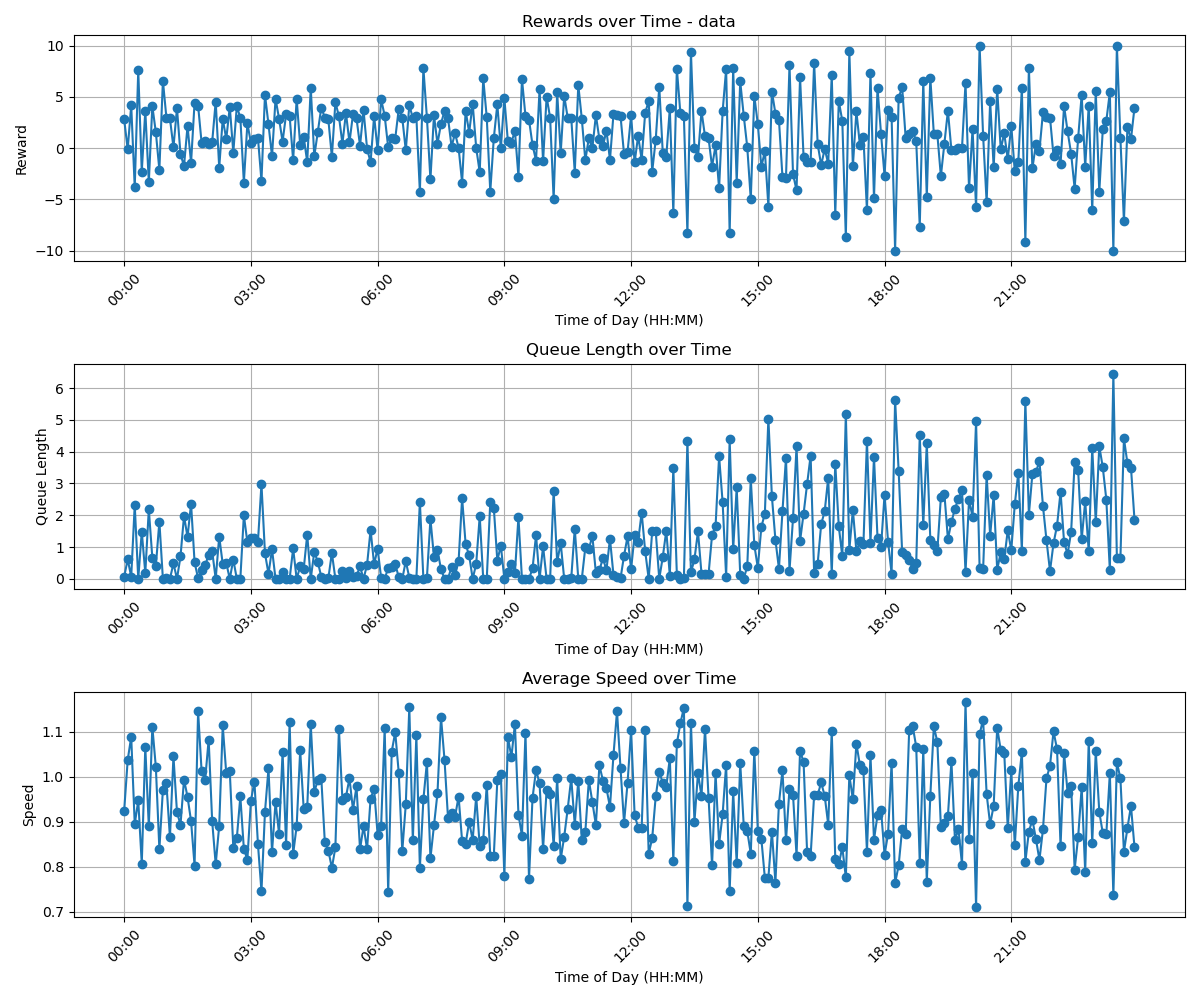 Rewards over Time - data
10
5
0
−5
−10
Reward
00:00 03:00 06:00 09:00 12:00 15:00 18:00 21:00
Time of Day (HH:MM)
Queue Length over Time
6
5
4
3
2
1
0
Queue Length
00:00 03:00 06:00 09:00 12:00 15:00 18:00 21:00
Time of Day (HH:MM)
Average Speed over Time
1.1
1.0
0.9
0.8
0.7
Speed
00:00 03:00 06:00 09:00 12:00 15:00 18:00 21:00
Time of Day (HH:MM)